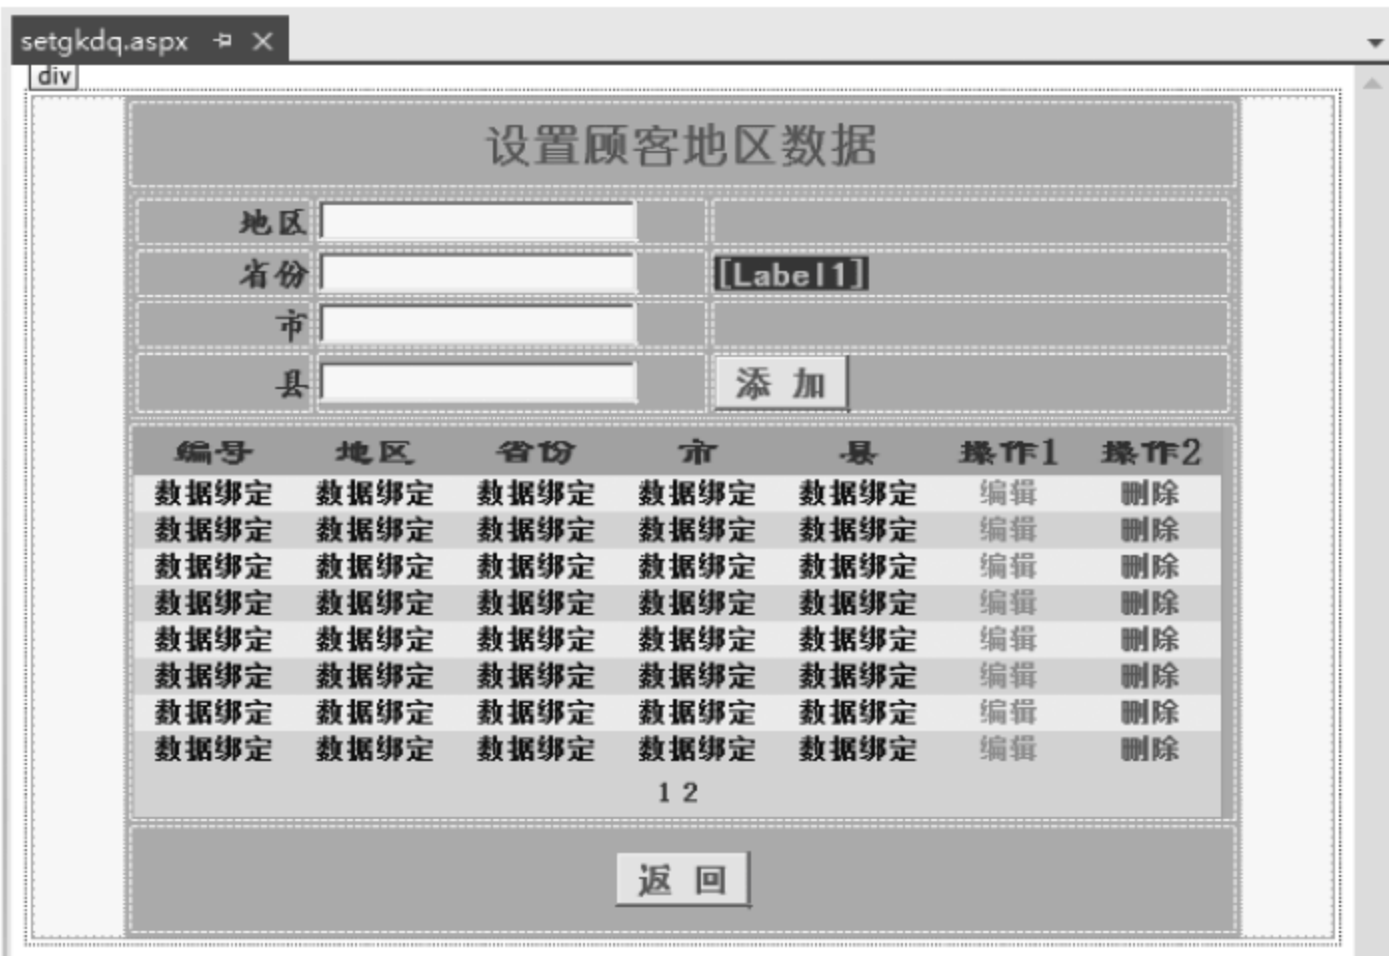 setgkdq.aspx
div
设置顾客地区数据
地区
省份 [Label1]
市
县 添 加
编号 地区 省份 市 县 操作1 操作2
数据绑定 数据绑定 数据绑定 数据绑定 数据绑定 编辑 删除
数据绑定 数据绑定 数据绑定 数据绑定 数据绑定 编辑 删除
数据绑定 数据绑定 数据绑定 数据绑定 数据绑定 编辑 删除
数据绑定 数据绑定 数据绑定 数据绑定 数据绑定 编辑 删除
数据绑定 数据绑定 数据绑定 数据绑定 数据绑定 编辑 删除
数据绑定 数据绑定 数据绑定 数据绑定 数据绑定 编辑 删除
数据绑定 数据绑定 数据绑定 数据绑定 数据绑定 编辑 删除
数据绑定 数据绑定 数据绑定 数据绑定 数据绑定 编辑 删除
1 2
返 回